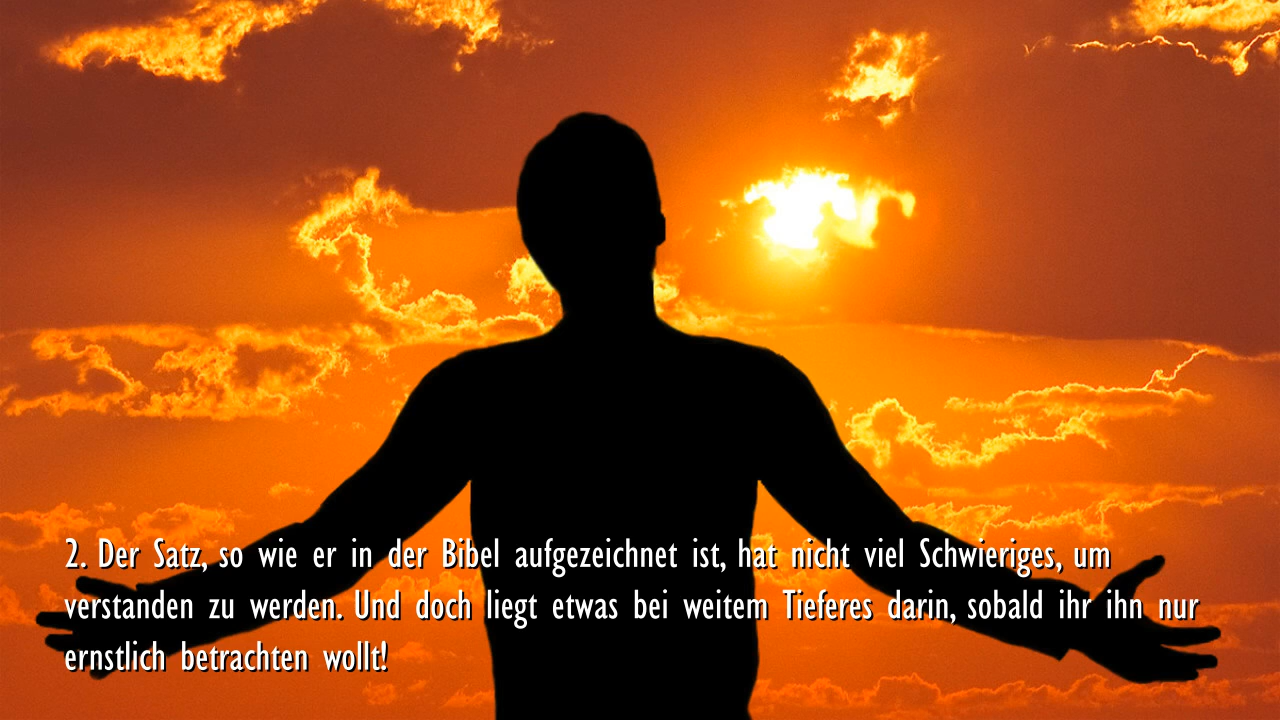 2. Der Satz, so wie er in der Bibel aufgezeichnet ist, hat nicht viel Schwieriges, um
verstanden zu werden. Und doch liegt etwas bei weitem Tieferes darin, sobald ihr ihn nur
ernstlich betrachten wollt!